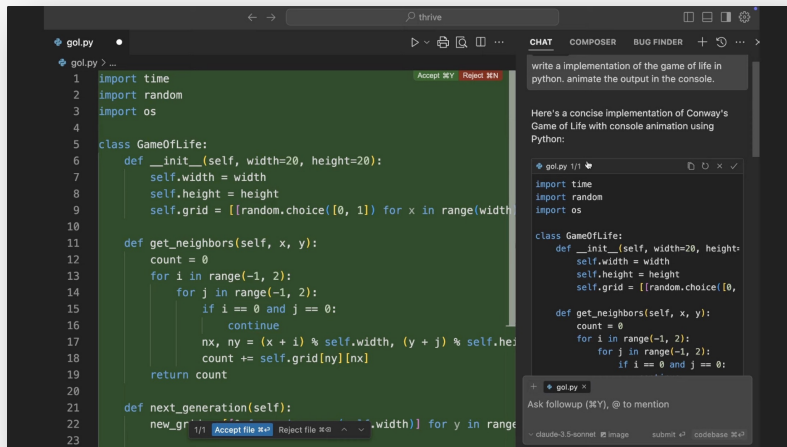 thrive
gol.py
gol.py > ...
Accept ⌘Y Reject ⌘N
1 import time
2 import random
3 import os
4
5 class GameOfLife:
6 def __init__(self, width=20, height=20):
7 self.width = width
8 self.height = height
9 self.grid = [[random.choice([0, 1]) for x in range(width
10
11 def get_neighbors(self, x, y):
12 count = 0
13 for i in range(-1, 2):
14 for j in range(-1, 2):
15 if i == 0 and j == 0:
16 continue
17 nx, ny = (x + i) % self.width, (y + j) % self.hei
18 count += self.grid[ny][nx]
19 return count
20
21 def next_generation(self):
22 new_gri .width)] for y in range
23
1/1 Accept file ⌘⏎ Reject file ⌘⌫
CHAT COMPOSER BUG FINDER
write a implementation of the game of life in
python. animate the output in the console.
Here's a concise implementation of Conway's
Game of Life with console animation using
Python:
gol.py 1/1
import time
import random
import os
class GameOfLife:
def __init__(self, width=20, height=
self.width = width
self.height = height
self.grid = [[random.choice([0,
def get_neighbors(self, x, y):
count = 0
for i in range(-1, 2):
for j in range(-1, 2):
if i == 0 and j == 0:
+ gol.py ×
Ask followup (⌘Y), @ to mention
claude-3.5-sonnet image submit ⏎ codebase ⌘⏎